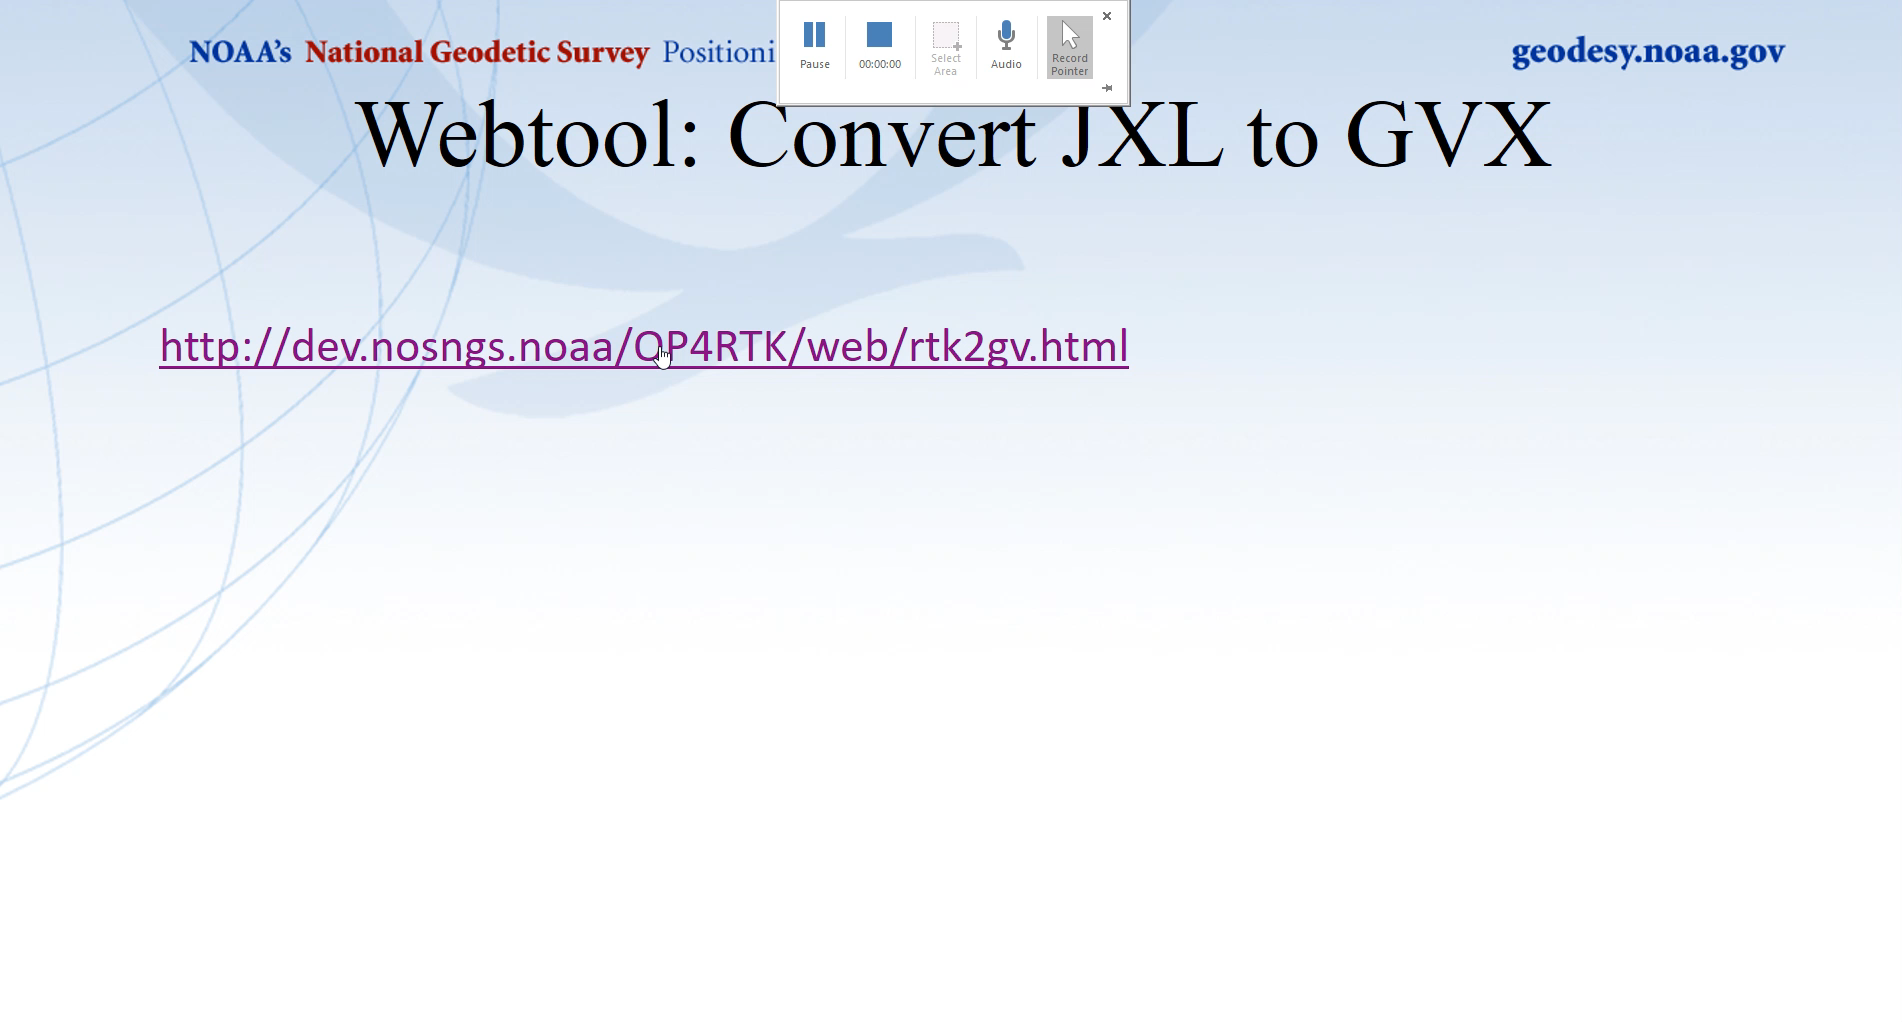 NOAA's National Geodetic Survey Positioni
geodesy.noaa.gov
Pause
00:00:00
Select
Area
Audio
Record
Pointer
Webtool: Convert JXL to GVX
http://dev.nosngs.noaa/OP4RTK/web/rtk2gv.html